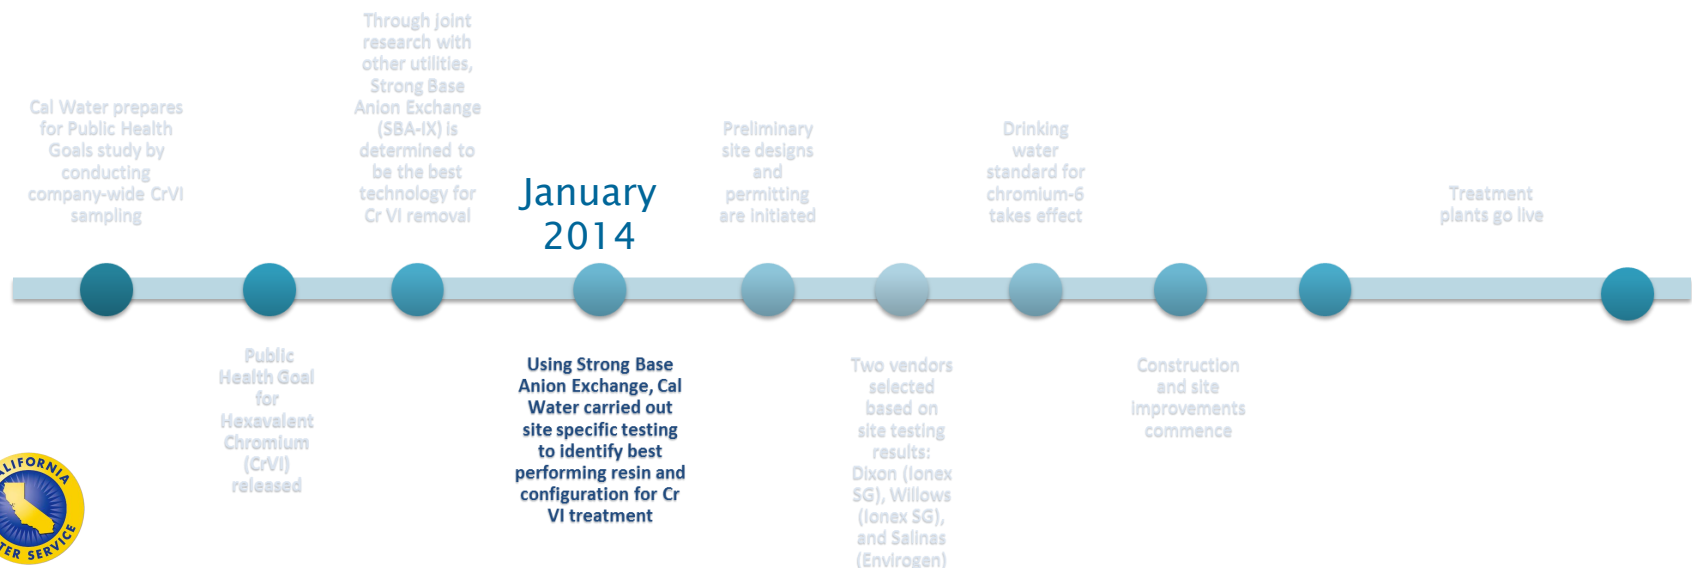 Cal Water prepares
for Public Health
Goals study by
conducting
company-wide CrVI
sampling
Public
Health Goal
for
Hexavalent
Chromium
(CrVI)
released
Through joint
research with
other utilities,
Strong Base
Anion Exchange
(SBA-IX) is
determined to
be the best
technology for
Cr VI removal
January
2014
Using Strong Base
Anion Exchange, Cal
Water carried out
site specific testing
to identify best
performing resin and
configuration for Cr
VI treatment
Preliminary
site designs
and
permitting
are initiated
Two vendors
selected
based on
site testing
results:
Dixon (Ionex
SG), Willows
(Ionex SG),
and Salinas
(Envirogen)
Drinking
water
standard for
chromium-6
takes effect
Construction
and site
improvements
commence
Treatment
plants go live
ALIFORNIA
TER SERVICE